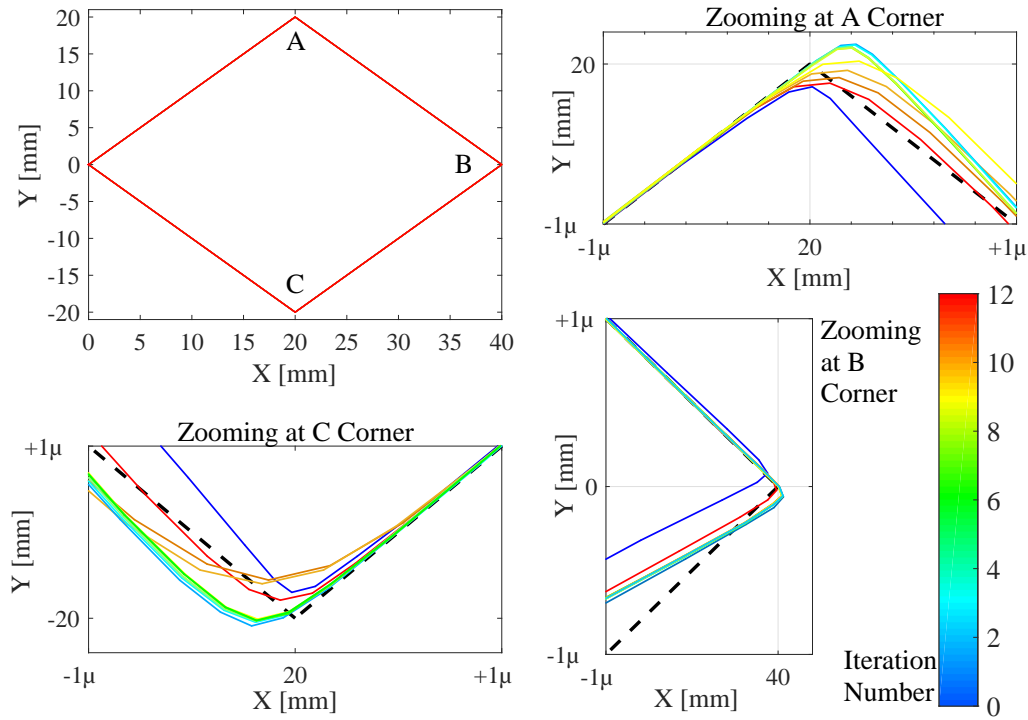 20
15
10
5
0
-5
-10
-15
-20
Y [mm]
A
B
C
0
5
10
15
20
25
30
35
40
X [mm]
Zooming at A Corner
20
-1μ
Y [mm]
-1μ
20
+1μ
X [mm]
Zooming at C Corner
+1μ
-20
Y [mm]
-1μ
20
+1μ
X [mm]
+1μ
0
-1μ
Y [mm]
-1μ
40
X [mm]
Zooming
at B
Corner
Iteration
Number
12
10
8
6
4
2
0